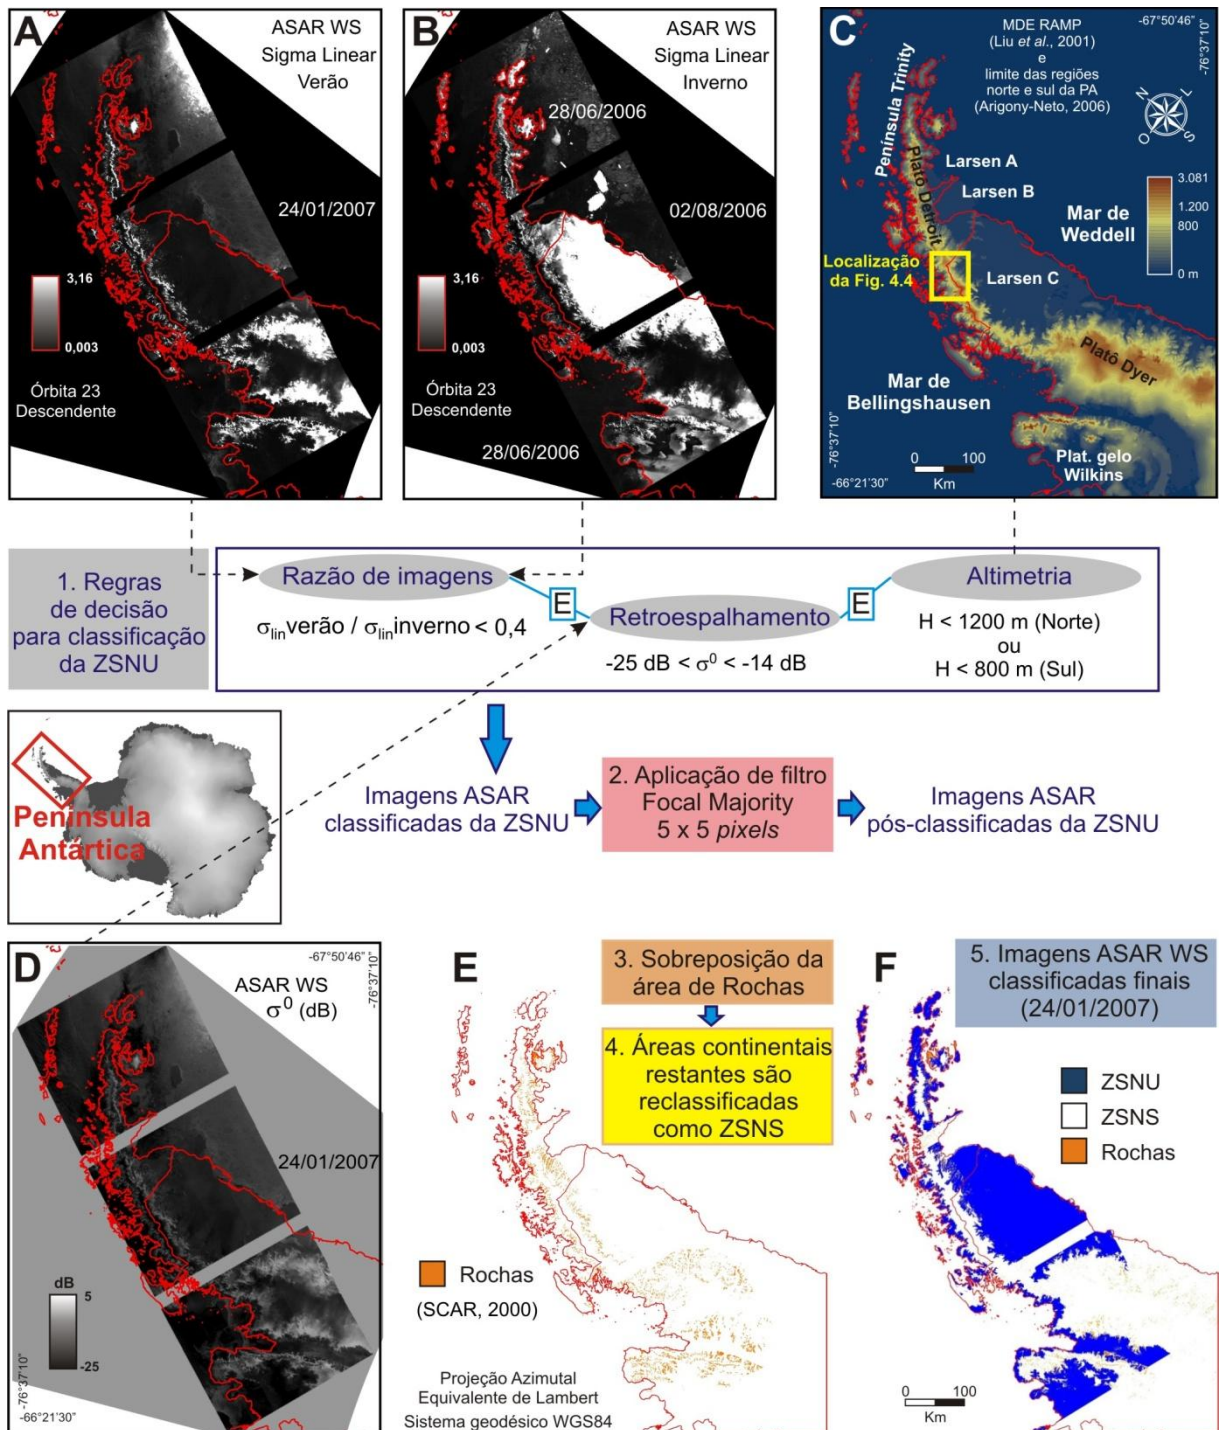 A
ASAR WS
Sigma Linear
Verão
24/01/2007
3,16
0,003
Órbita 23
Descendente
B
ASAR WS
Sigma Linear
Inverno
28/06/2006
02/08/2006
3,16
0,003
Órbita 23
Descendente
28/06/2006
C
MDE RAMP
(Liu et al., 2001)
e
limite das regiões
norte e sul da PA
(Arigony-Neto, 2006)
-67°50'46"
-76°37'10"
N
L
O
S
Península Trinity
Platô Detroit
Larsen A
Larsen B
Mar de
Weddell
3.081
1.200
800
0 m
Localização
da Fig. 4.4
Larsen C
Platô Dyer
Mar de
Bellingshausen
-76°37'10"
-66°21'30"
0 100
Km
Plat. gelo
Wilkins
1. Regras
de decisão
para classificação
da ZSNU
Razão de imagens
σlinverão / σlininverno < 0,4
E
Retroespalhamento
-25 dB < σ⁰ < -14 dB
E
Altimetria
H < 1200 m (Norte)
ou
H < 800 m (Sul)
Península
Antártica
Imagens ASAR
classificadas da ZSNU
2. Aplicação de filtro
Focal Majority
5 x 5 pixels
Imagens ASAR
pós-classificadas da ZSNU
D
-67°50'46"
-76°37'10"
ASAR WS
σ⁰ (dB)
24/01/2007
dB
5
-25
-76°37'10"
-66°21'30"
E
3. Sobreposição da
área de Rochas
4. Áreas continentais
restantes são
reclassificadas
como ZSNS
Rochas
(SCAR, 2000)
Projeção Azimutal
Equivalente de Lambert
Sistema geodésico WGS84
F
5. Imagens ASAR WS
classificadas finais
(24/01/2007)
ZSNU
ZSNS
Rochas
0 100
Km